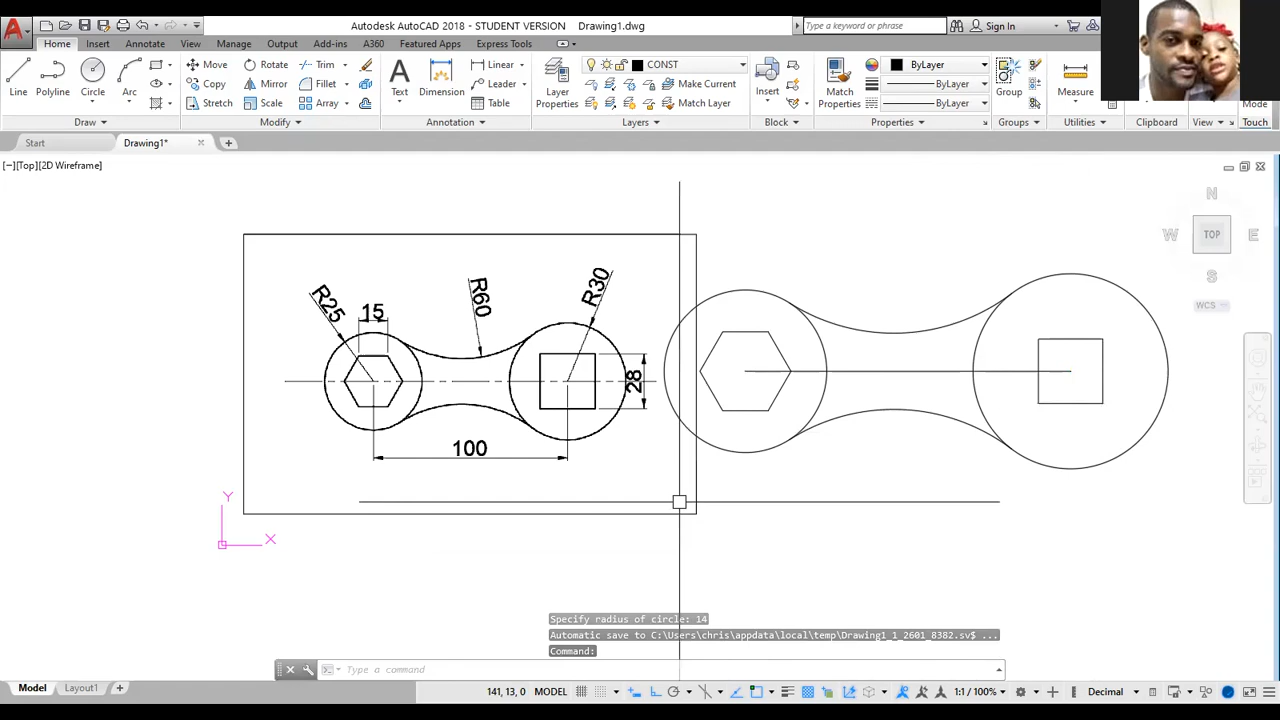 Autodesk AutoCAD 2018 - STUDENT VERSION Drawing1.dwg
Type a keyword or phrase
Sign In
Home Insert Annotate View Manage Output Add-ins A360 Featured Apps Express Tools
Line Polyline Circle Arc
Move Rotate Trim
Copy Mirror Fillet
Stretch Scale Array
Text Dimension
Linear
Leader
Table
Layer Properties
CONST
Make Current
Match Layer
Insert
Match Properties
ByLayer
ByLayer
ByLayer
Group
Measure
Mode
Touch
Draw Modify Annotation Layers Block Properties Groups Utilities Clipboard View
Start Drawing1*
[−][Top][2D Wireframe]
N
W TOP E
S
WCS
R25
15
R60
R30
28
100
Y
X
Specify radius of circle: 14
Automatic save to C:\Users\chris\appdata\local\temp\Drawing1_1_2601_8382.sv$ ...
Command:
Type a command
Model Layout1
141, 13, 0 MODEL 1:1 / 100% Decimal